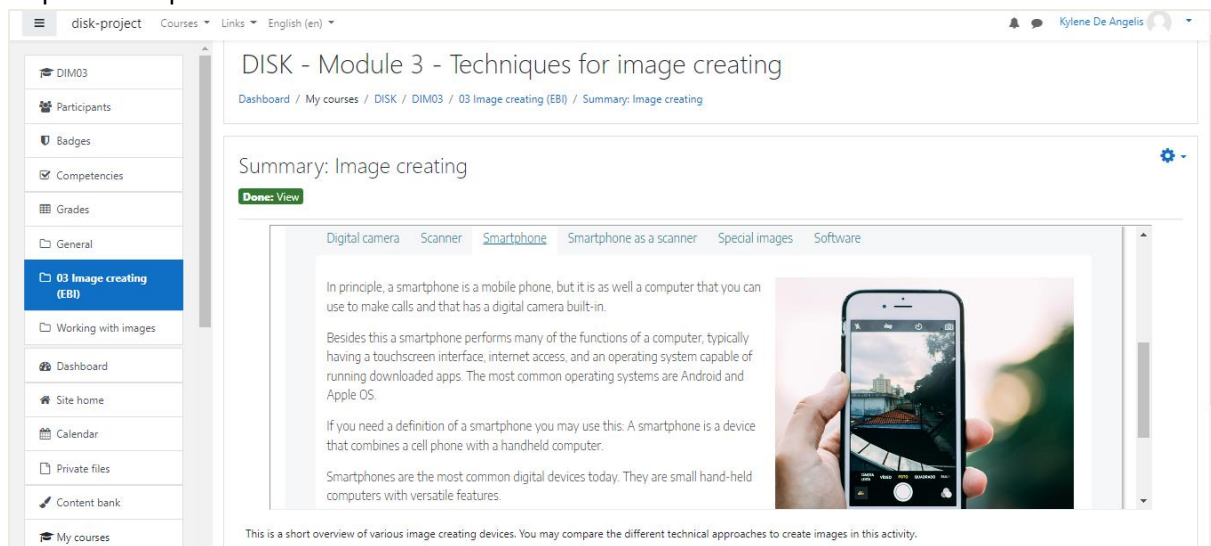 disk-project Courses Links English (en) Kylene De Angelis
DIM03
Participants
Badges
Competencies
Grades
General
03 Image creating
(EBI)
Working with images
Dashboard
Site home
Calendar
Private files
Content bank
My courses
DISK - Module 3 - Techniques for image creating
Dashboard / My courses / DISK / DIM03 / 03 Image creating (EBI) / Summary: Image creating
Summary: Image creating
Done: View
Digital camera Scanner Smartphone Smartphone as a scanner Special images Software
In principle, a smartphone is a mobile phone, but it is as well a computer that you can
use to make calls and that has a digital camera built-in.
Besides this a smartphone performs many of the functions of a computer, typically
having a touchscreen interface, internet access, and an operating system capable of
running downloaded apps. The most common operating systems are Android and
Apple OS.
If you need a definition of a smartphone you may use this: A smartphone is a device
that combines a cell phone with a handheld computer.
Smartphones are the most common digital devices today. They are small hand-held
computers with versatile features.
VÍDEO FOTO QUADRADO
This is a short overview of various image creating devices. You may compare the different technical approaches to create images in this activity.